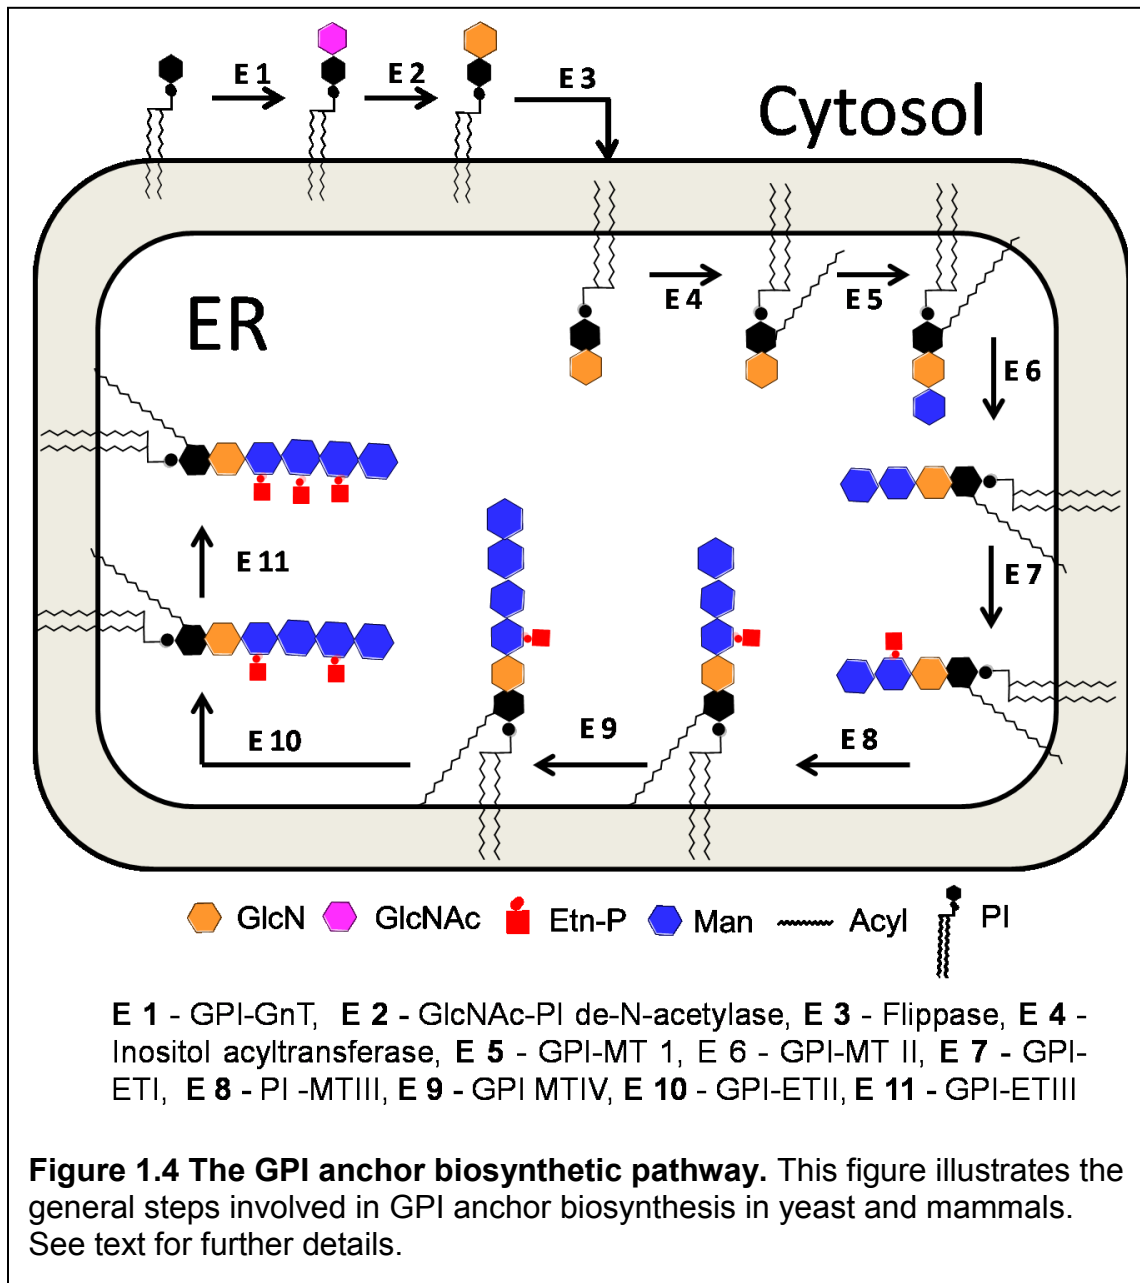 E 1
E 2
E 3
Cytosol
ER
E 4
E 5
E 6
E 7
E 11
E 10
E 9
E 8
GlcN GlcNAc Etn-P Man Acyl PI
E 1 - GPI-GnT, E 2 - GlcNAc-PI de-N-acetylase, E 3 - Flippase, E 4 -
Inositol acyltransferase, E 5 - GPI-MT 1, E 6 - GPI-MT II, E 7 - GPI-
ETI, E 8 - PI -MTIII, E 9 - GPI MTIV, E 10 - GPI-ETII, E 11 - GPI-ETIII
Figure 1.4 The GPI anchor biosynthetic pathway. This figure illustrates the
general steps involved in GPI anchor biosynthesis in yeast and mammals.
See text for further details.